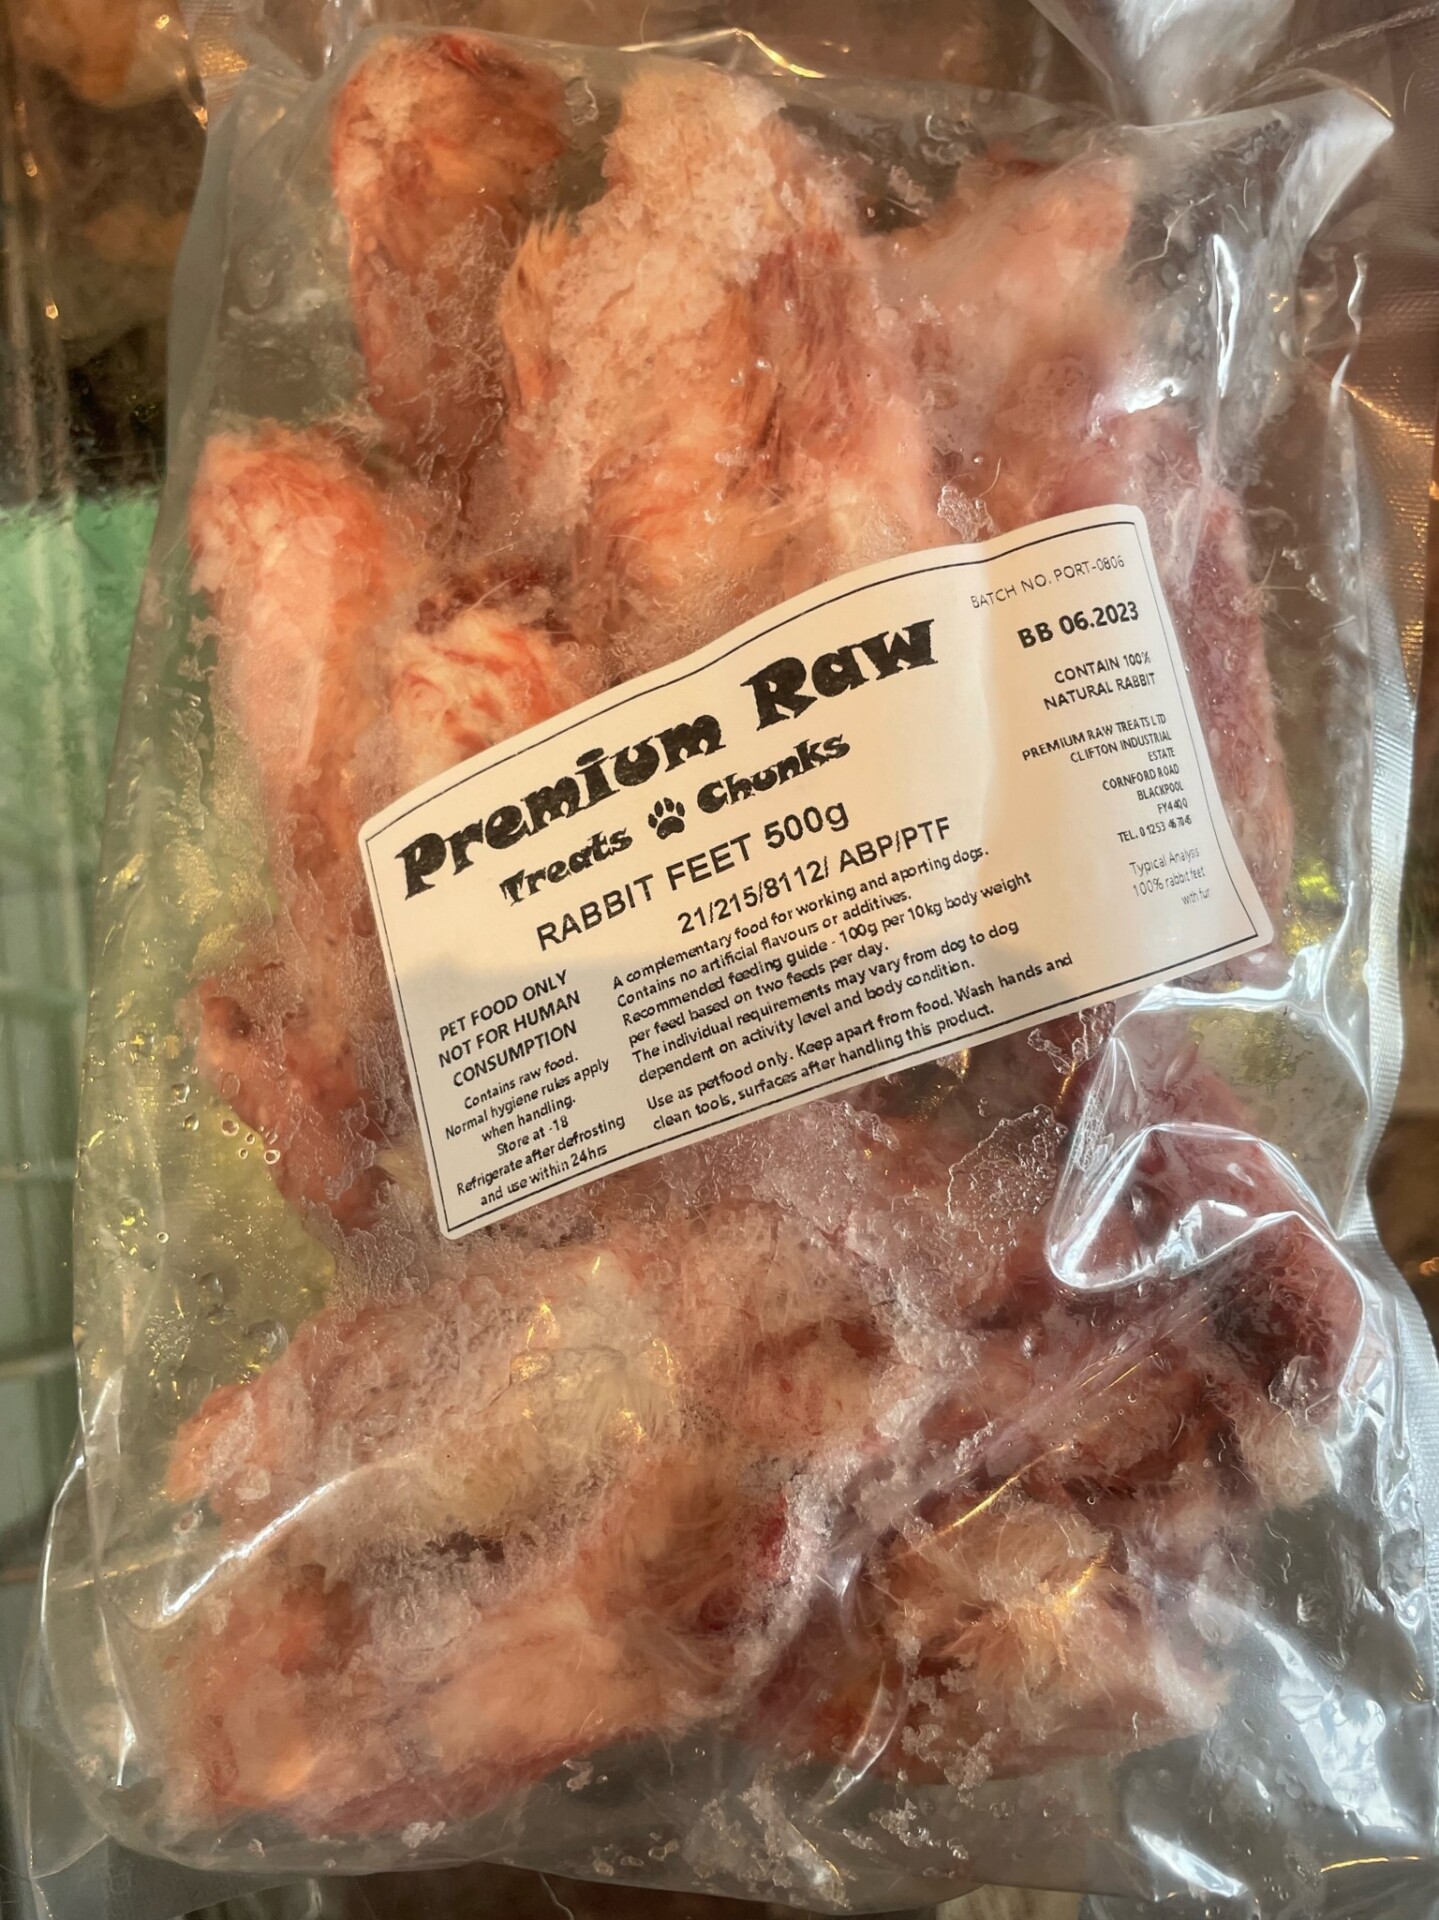 BATCH NO. PORT-0806
BB 06.2023
CONTAIN 100%
NATURAL RABBIT
PREMIUM RAW TREATS LTD
CLIFTON INDUSTRIAL
ESTATE
CORNFORD ROAD
BLACKPOOL
FY4 4QQ
TEL. 01253
Typical Analysis
100% rabbit feet
with fur
Premium Raw
Treats Chunks
RABBIT FEET 500g
21/215/8112/ ABP/PTF
A complementary food for working and aporting dogs.
Contains no artificial flavours or additives.
Recommended feeding guide - 100g per 10kg body weight
per feed based on two feeds per day.
The individual requirements may vary from dog to dog
dependent on activity level and body condition.
Use as petfood only. Keep apart from food. Wash hands and
clean tools, surfaces after handling this product.
PET FOOD ONLY
NOT FOR HUMAN
CONSUMPTION
Contains raw food.
Normal hygiene rules apply
when handling.
Store at -18
Refrigerate after defrosting
and use within 24hrs